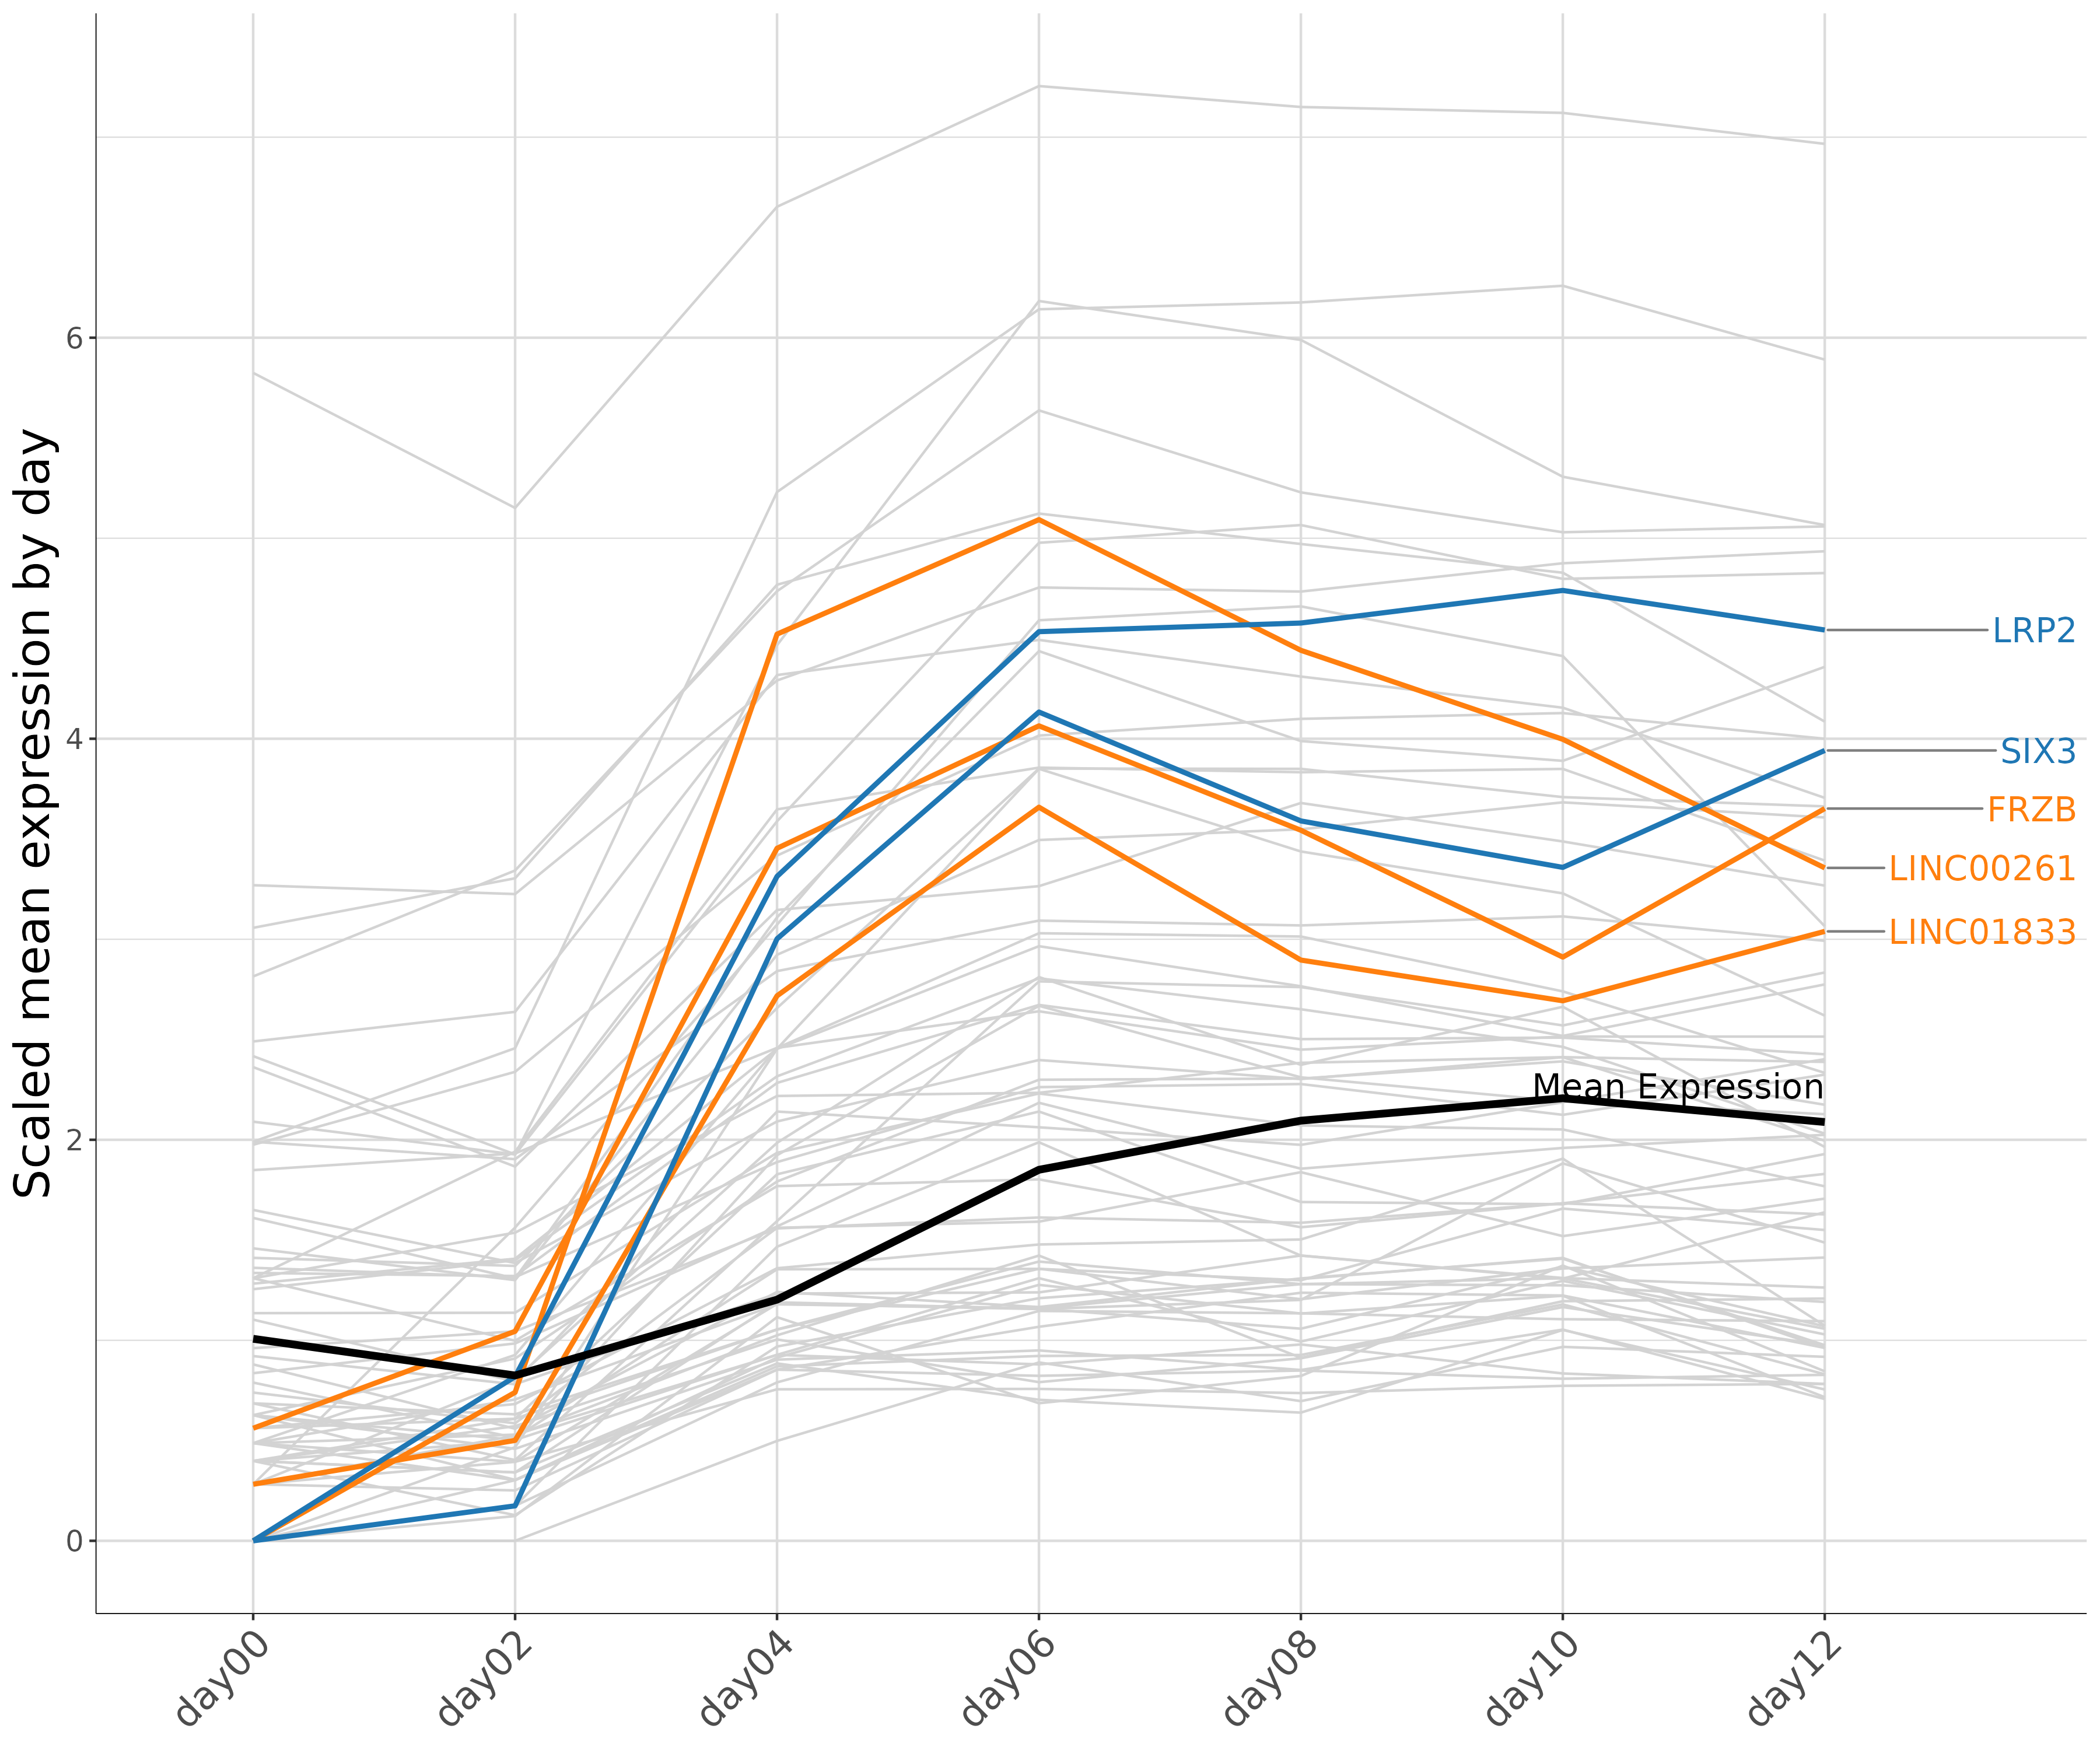 Scaled mean expression by day
6
4
2
0
LRP2
SIX3
FRZB
LINC00261
LINC01833
Mean Expression
day00
day02
day04
day06
day08
day10
day12